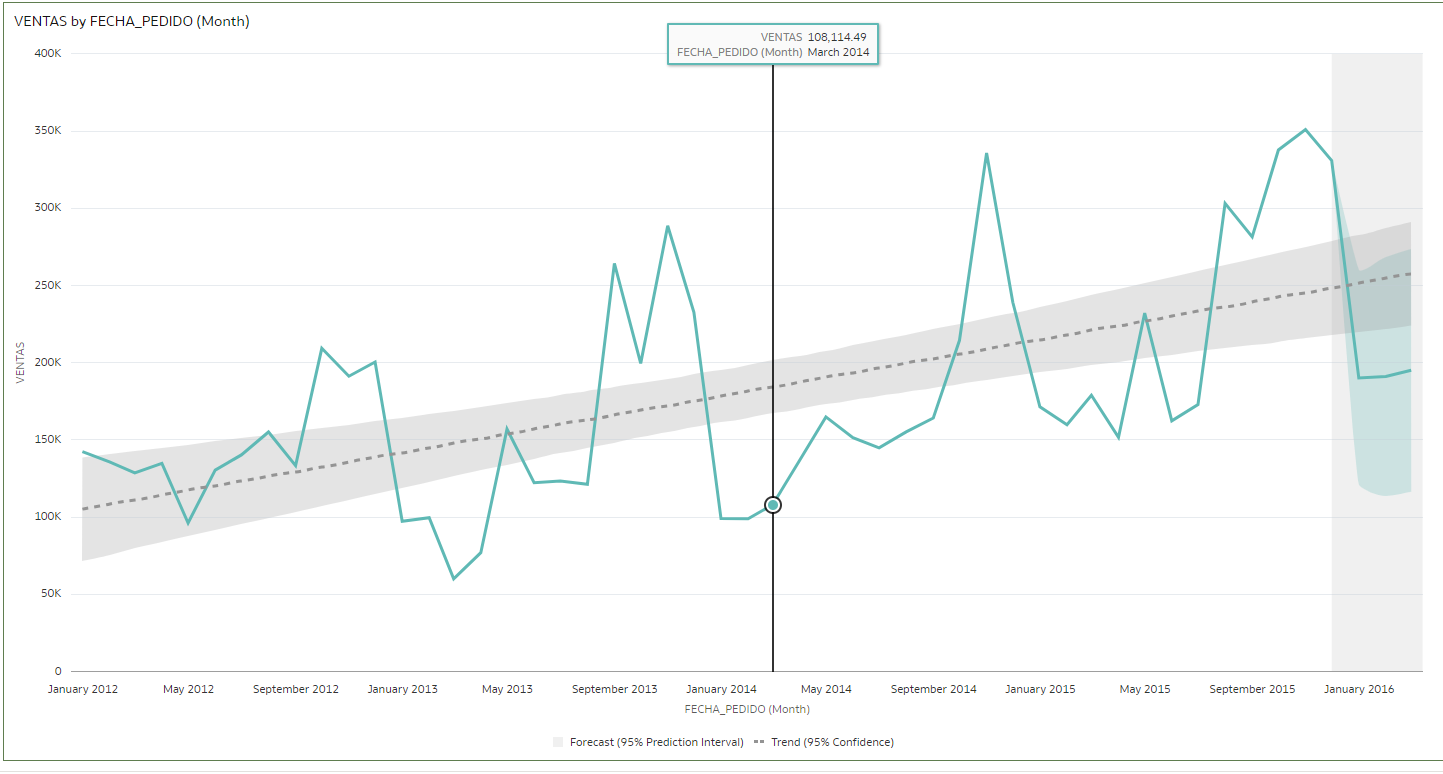 VENTAS by FECHA_PEDIDO (Month)
VENTAS 108,114.49
FECHA_PEDIDO (Month) March 2014
400K
350K
300K
250K
200K
150K
100K
50K
0
VENTAS
January 2012 May 2012 September 2012 January 2013 May 2013 September 2013 January 2014 May 2014 September 2014 January 2015 May 2015 September 2015 January 2016
FECHA_PEDIDO (Month)
Forecast (95% Prediction Interval) Trend (95% Confidence)